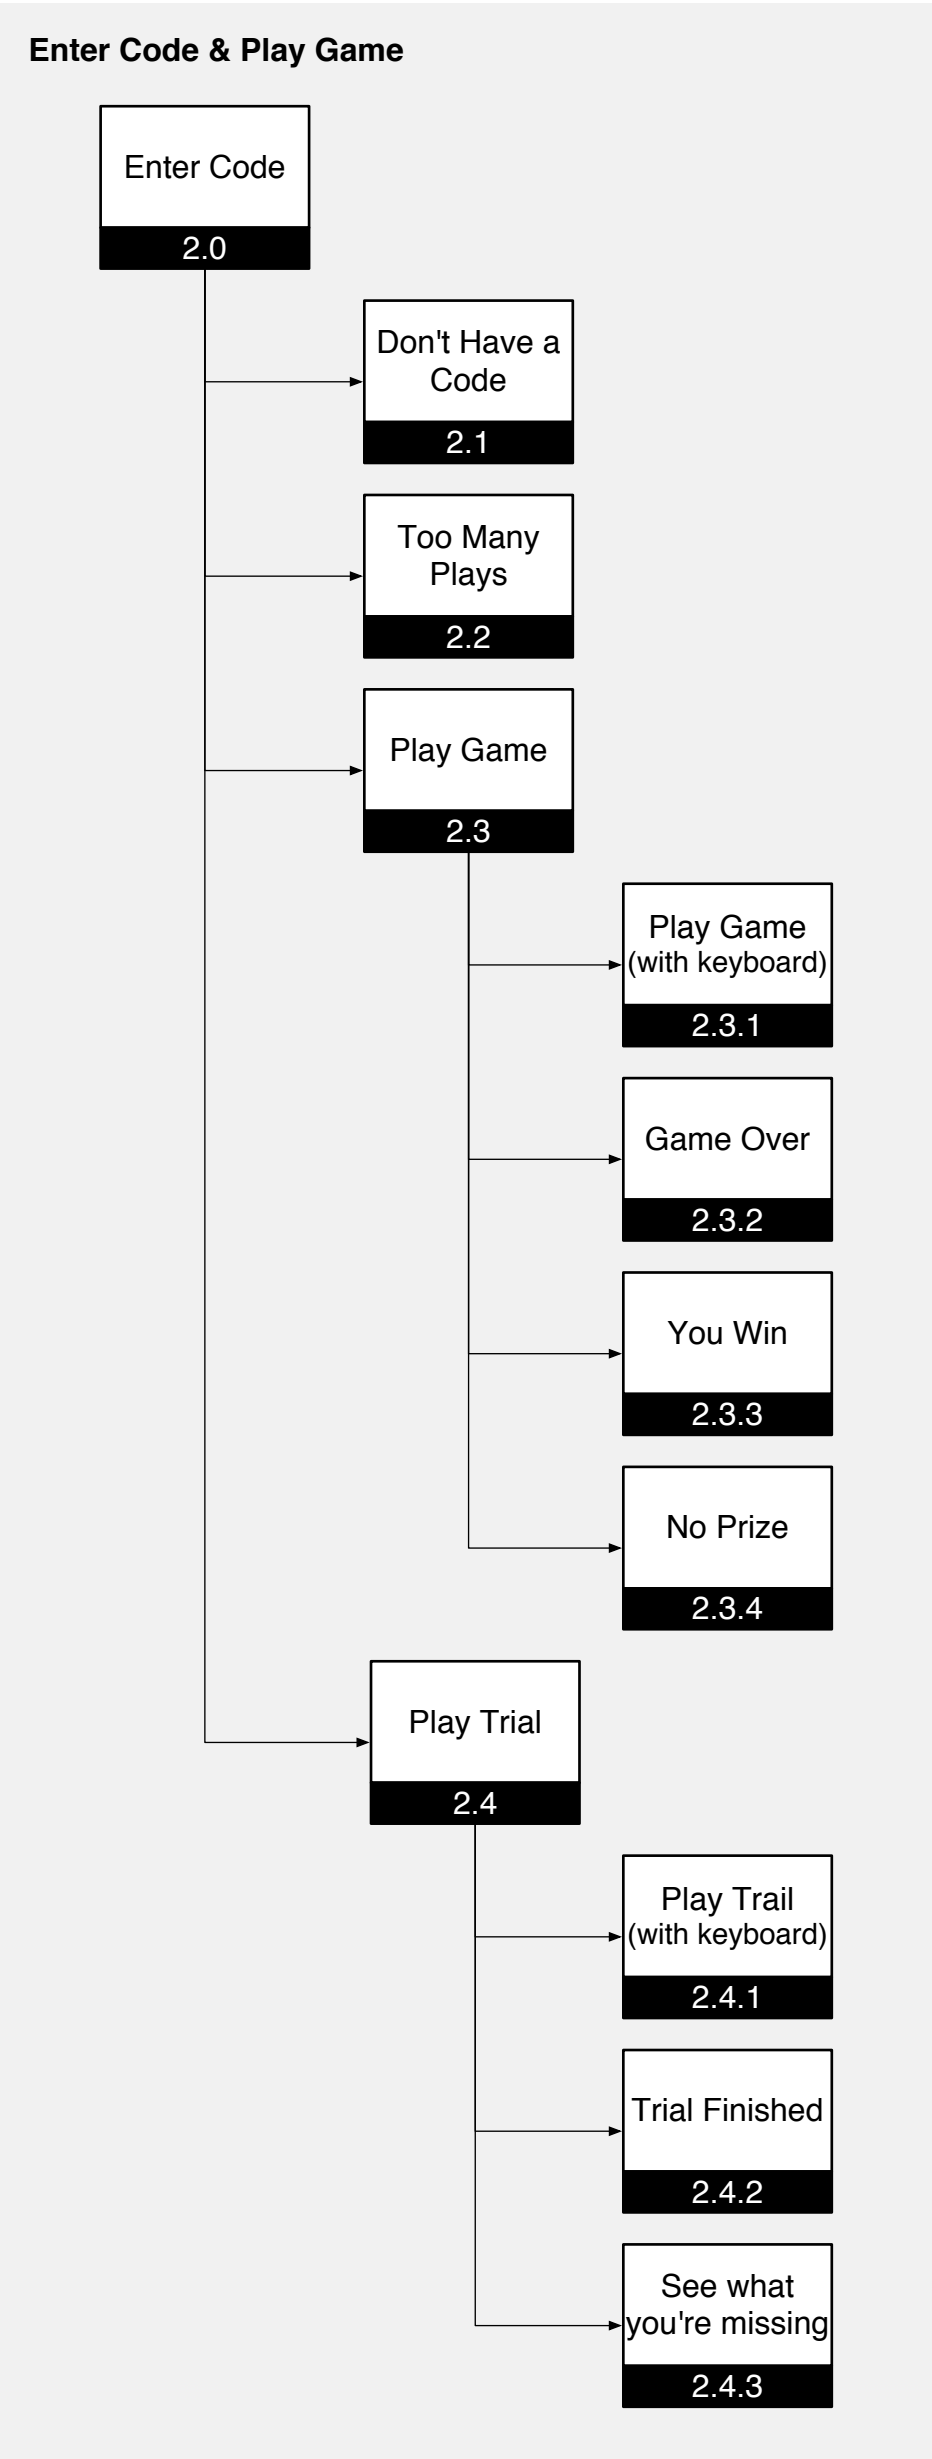 Enter Code & Play Game
Enter Code
2.0
Don't Have a
Code
2.1
Too Many
Plays
2.2
Play Game
2.3
Play Game
(with keyboard)
2.3.1
Game Over
2.3.2
You Win
2.3.3
No Prize
2.3.4
Play Trial
2.4
Play Trail
(with keyboard)
2.4.1
Trial Finished
2.4.2
See what
you're missing
2.4.3